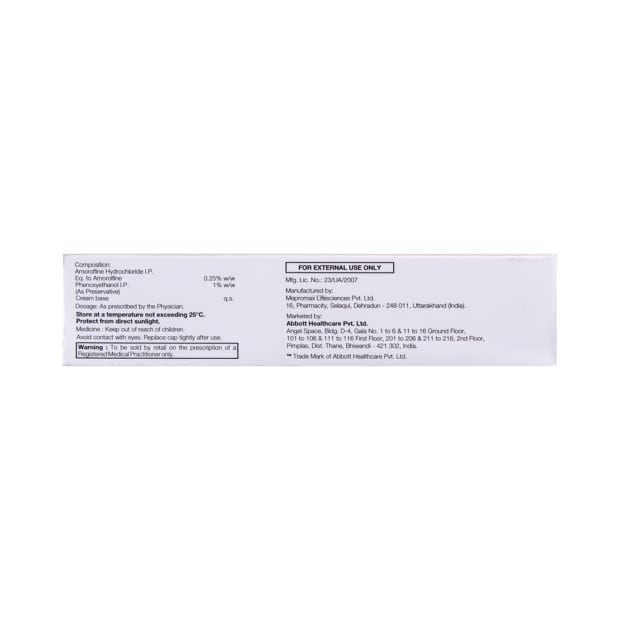 Composition:
Amorolfine Hydrochloride I.P.
Eq. to Amorolfine 0.25% w/w
Phenoxyethanol I.P. 1% w/w
(As Preservative)
Cream base q.s.
Dosage: As prescribed by the Physician.
Store at a temperature not exceeding 25°C.
Protect from direct sunlight.
Medicine : Keep out of reach of children.
Avoid contact with eyes. Replace cap tightly after use.
Warning : To be sold by retail on the prescription of a
Registered Medical Practitioner only.
FOR EXTERNAL USE ONLY
Mfg. Lic. No.: 23/UA/2007
Manufactured by:
Mepromax Lifesciences Pvt. Ltd.
16, Pharmacity, Selaqui, Dehradun - 248 011, Uttarakhand (India).
Marketed by:
Abbott Healthcare Pvt. Ltd.
Angel Space, Bldg. D-4, Gala No. 1 to 6 & 11 to 16 Ground Floor,
101 to 106 & 111 to 116 First Floor, 201 to 206 & 211 to 216, 2nd Floor,
Pimplas, Dist. Thane, Bhiwandi - 421 302, India.
™ Trade Mark of Abbott Healthcare Pvt. Ltd.